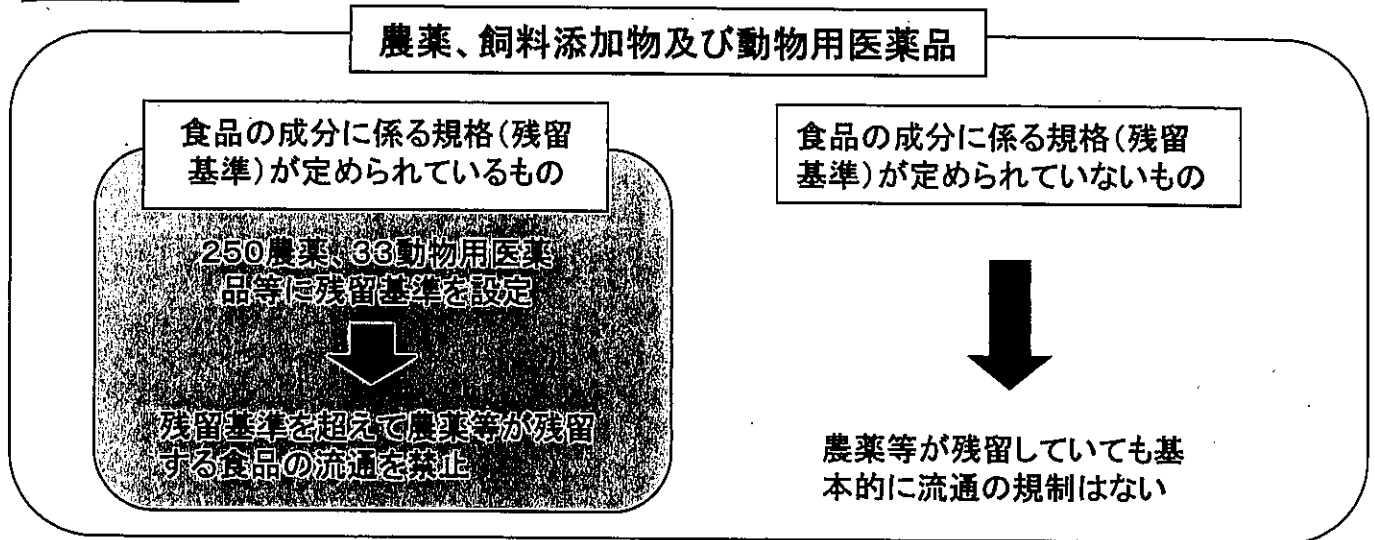 農薬、飼料添加物及び動物用医薬品
食品の成分に係る規格(残留
基準)が定められているもの
250農薬、33動物用医薬
品等に残留基準を設定
残留基準を超えて農薬等が残留
する食品の流通を禁止
食品の成分に係る規格(残留
基準)が定められていないもの
農薬等が残留していても基
本的に流通の規制はない